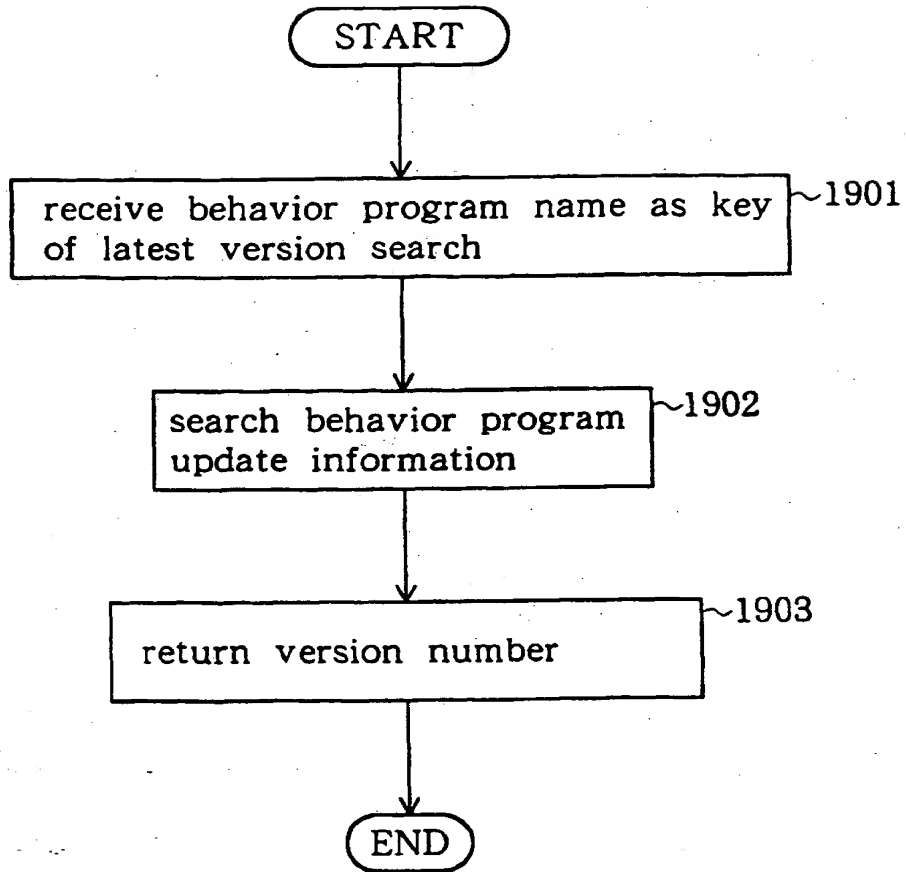 START
receive behavior program name as key
of latest version search
~1901
search behavior program
update information
~1902
return version number
~1903
END